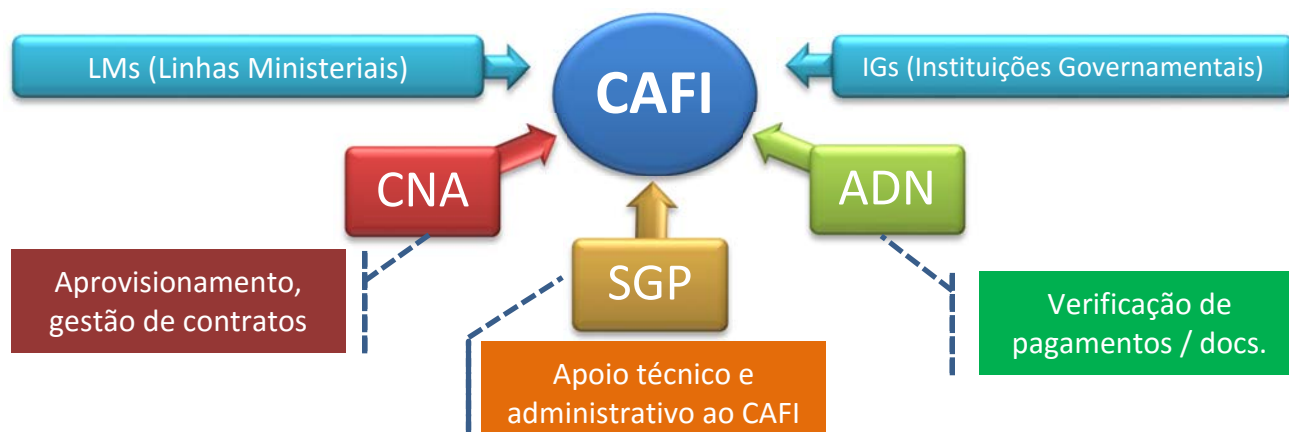 LMs (Linhas Ministeriais)
CAFI
IGs (Instituições Governamentais)
CNA
ADN
SGP
Aprovisionamento,
gestão de contratos
Verificação de
pagamentos / docs.
Apoio técnico e
administrativo ao CAFI